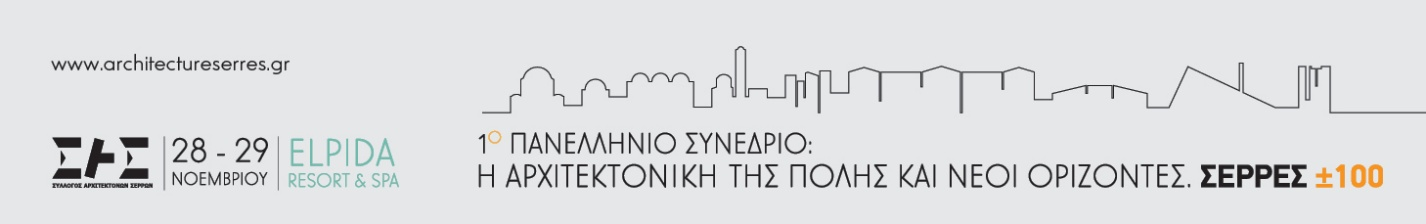 www.architectureserres.gr
ΣΑΣ
ΣΥΛΛΟΓΟΣ ΑΡΧΙΤΕΚΤΟΝΩΝ ΣΕΡΡΩΝ
28 - 29
ΝΟΕΜΒΡΙΟΥ
ELPIDA
RESORT & SPA
1Ο ΠΑΝΕΛΛΗΝΙΟ ΣΥΝΕΔΡΙΟ:
Η ΑΡΧΙΤΕΚΤΟΝΙΚΗ ΤΗΣ ΠΟΛΗΣ ΚΑΙ ΝΕΟΙ ΟΡΙΖΟΝΤΕΣ. ΣΕΡΡΕΣ ±100